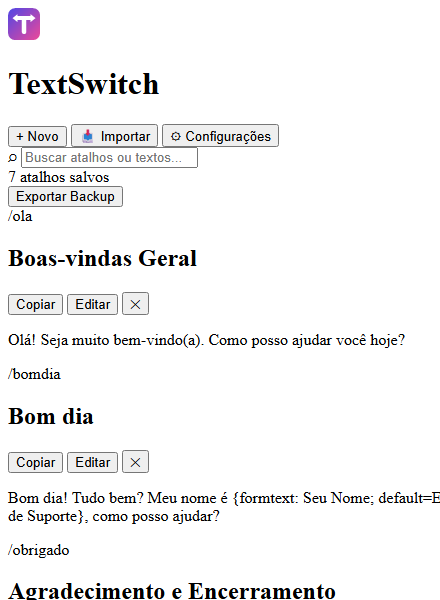 TextSwitch
+ Novo Importar Configurações
Buscar atalhos ou textos...
7 atalhos salvos
Exportar Backup
/ola
Boas-vindas Geral
Copiar Editar ✕
Olá! Seja muito bem-vindo(a). Como posso ajudar você hoje?
/bomdia
Bom dia
Copiar Editar ✕
Bom dia! Tudo bem? Meu nome é {formtext: Seu Nome; default=E
de Suporte}, como posso ajudar?
/obrigado
Agradecimento e Encerramento